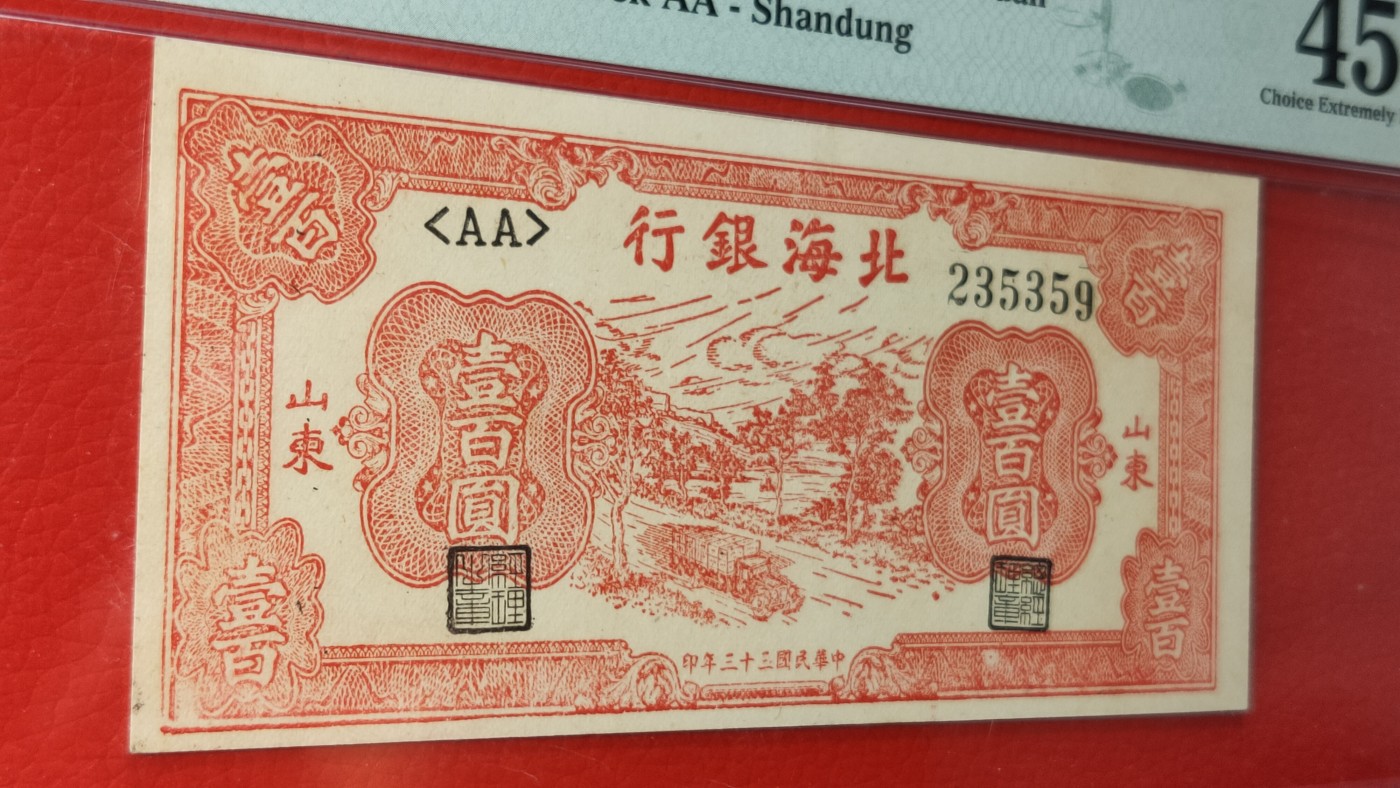 AA - Shandung
45
Choice Extremely
壹百
壹百
<AA>
北海銀行
235359
壹百圓
壹百圓
山東
山東
壹百
壹百
中華民國三十三年印